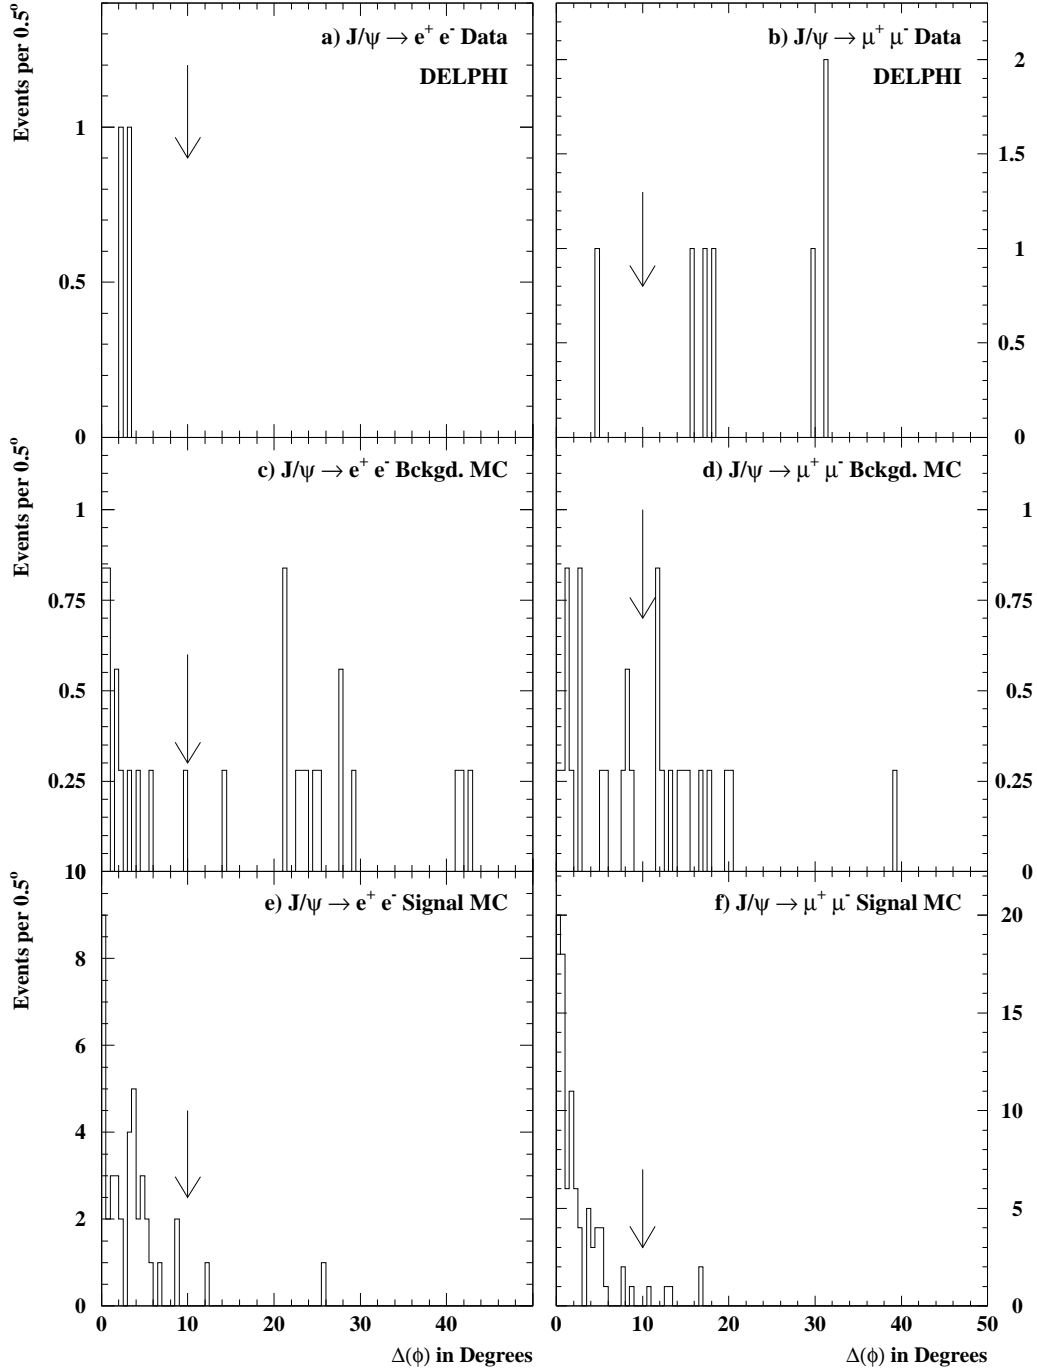 Events per 0.5°
a) J/ψ → e⁺ e⁻ Data
DELPHI
1
0.5
0
b) J/ψ → μ⁺ μ⁻ Data
DELPHI
2
1.5
1
0.5
0
Events per 0.5°
c) J/ψ → e⁺ e⁻ Bckgd. MC
1
0.75
0.5
0.25
d) J/ψ → μ⁺ μ⁻ Bckgd. MC
1
0.75
0.5
0.25
0
Events per 0.5°
e) J/ψ → e⁺ e⁻ Signal MC
10
8
6
4
2
0
0 10 20 30 40
Δ(ϕ) in Degrees
f) J/ψ → μ⁺ μ⁻ Signal MC
20
15
10
5
0
0 10 20 30 40 50
Δ(ϕ) in Degrees